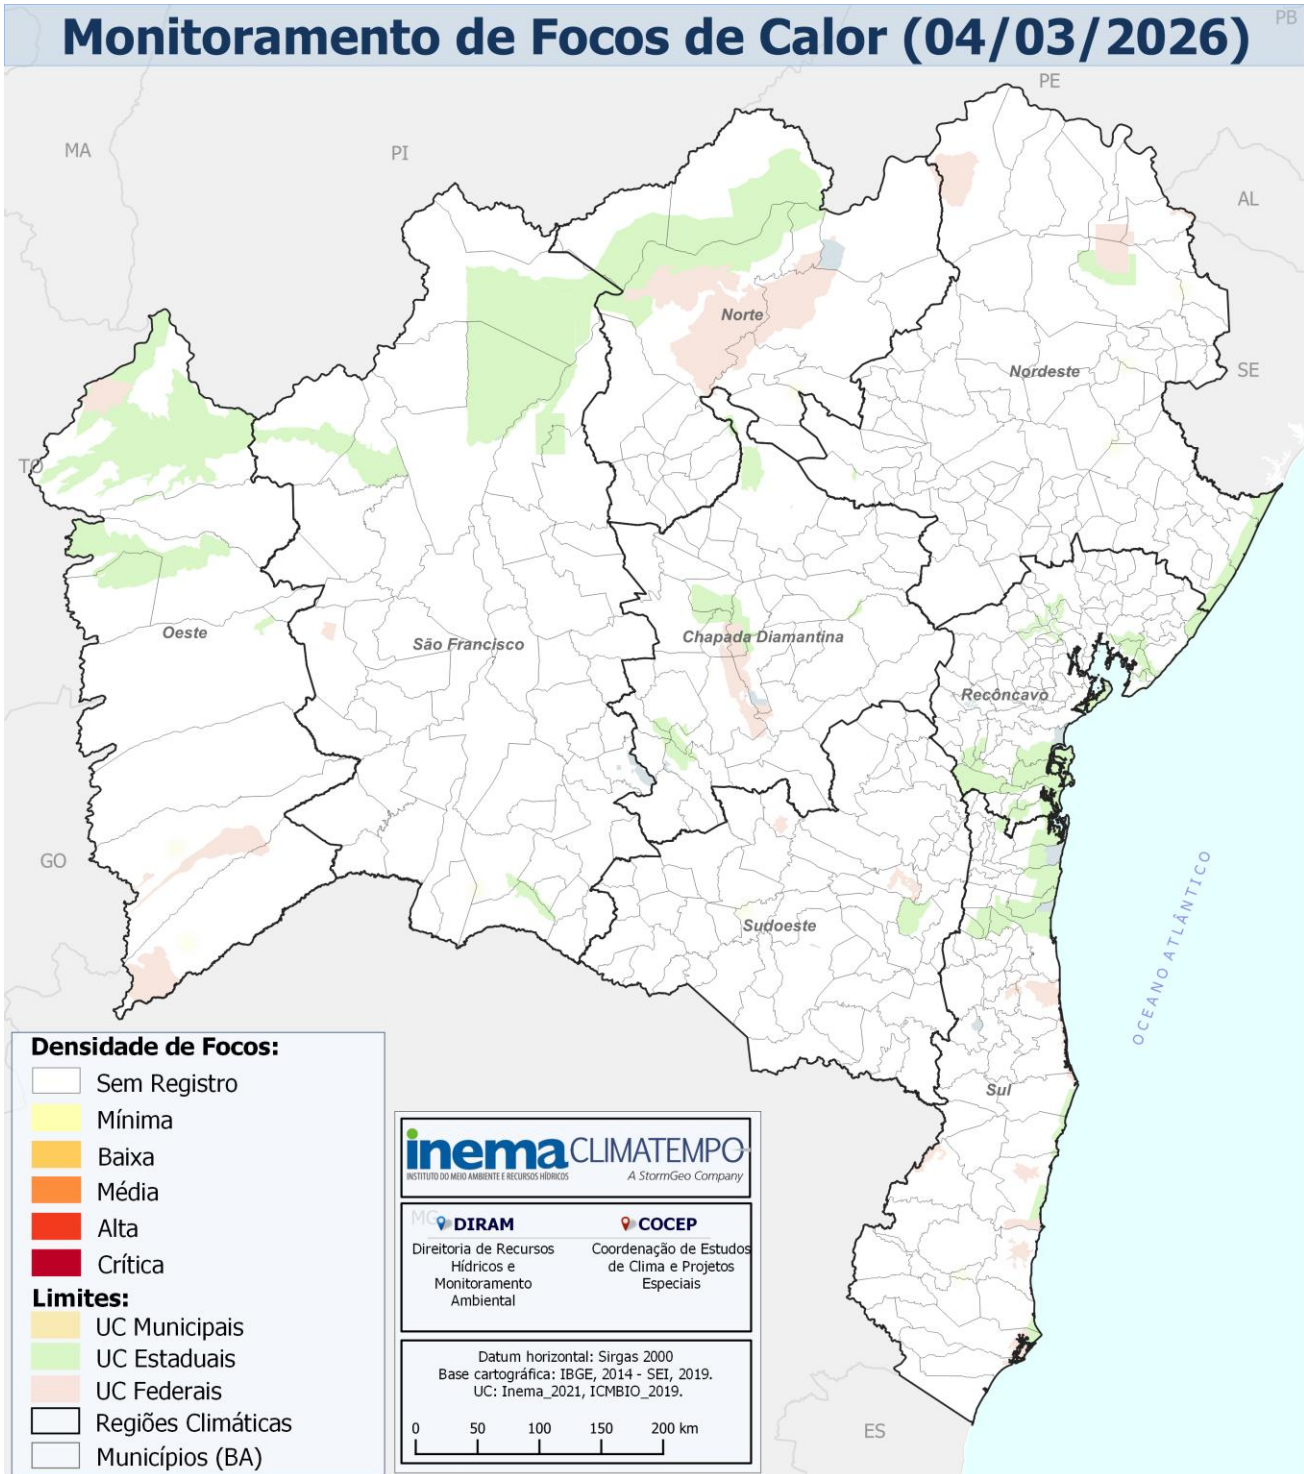 Monitoramento de Focos de Calor (04/03/2026)
PB
PE
MA
PI
AL
Norte
Nordeste
SE
TO
Oeste
São Francisco
Chapada Diamantina
Recôncavo
GO
Sudoeste
OCEANO ATLÂNTICO
Sul
Densidade de Focos:
Sem Registro
Mínima
Baixa
Média
Alta
Crítica
Limites:
UC Municipais
UC Estaduais
UC Federais
Regiões Climáticas
Municípios (BA)
inema
INSTITUTO DO MEIO AMBIENTE E RECURSOS HÍDRICOS
CLIMATEMPO
A StormGeo Company
MG
DIRAM
Diretoria de Recursos
Hídricos e
Monitoramento
Ambiental
COCEP
Coordenação de Estudos
de Clima e Projetos
Especiais
Datum horizontal: Sirgas 2000
Base cartográfica: IBGE, 2014 - SEI, 2019.
UC: Inema_2021, ICMBIO_2019.
0 50 100 150 200 km
ES